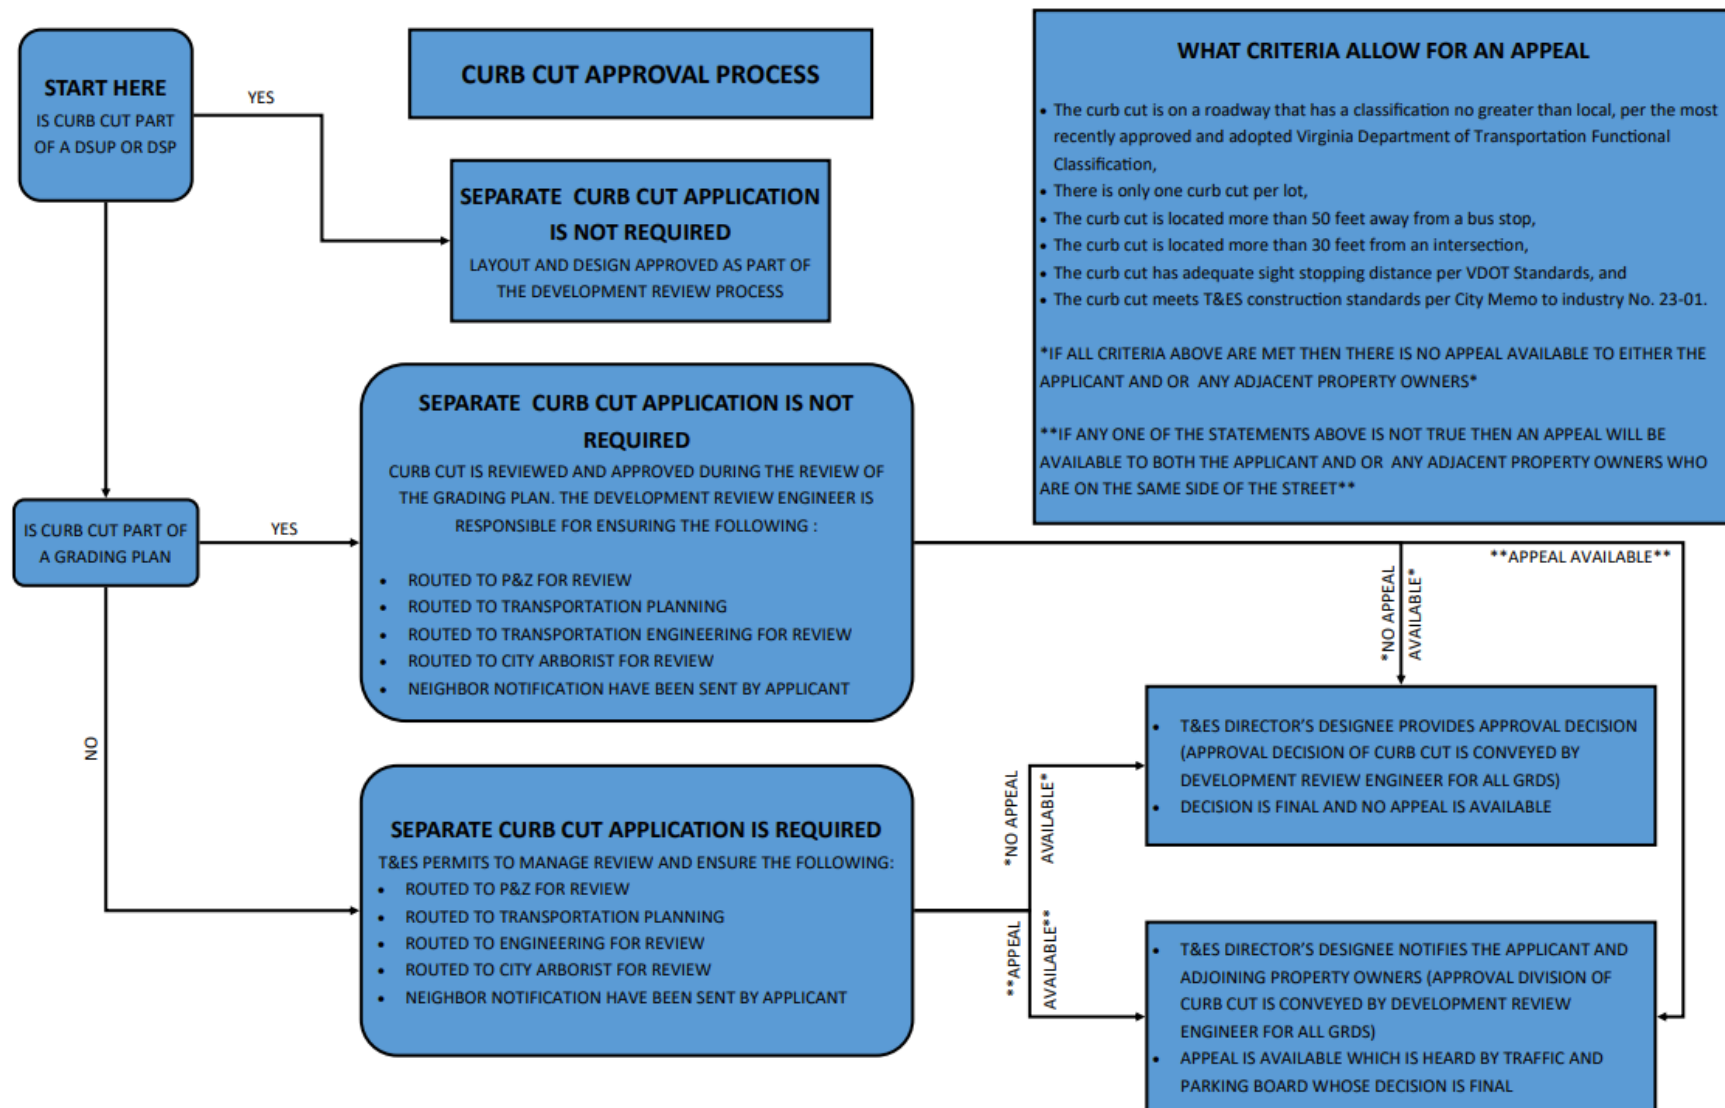 START HERE
IS CURB CUT PART
OF A DSUP OR DSP
YES
CURB CUT APPROVAL PROCESS
SEPARATE CURB CUT APPLICATION
IS NOT REQUIRED
LAYOUT AND DESIGN APPROVED AS PART OF
THE DEVELOPMENT REVIEW PROCESS
WHAT CRITERIA ALLOW FOR AN APPEAL
• The curb cut is on a roadway that has a classification no greater than local, per the most
recently approved and adopted Virginia Department of Transportation Functional
Classification,
• There is only one curb cut per lot,
• The curb cut is located more than 50 feet away from a bus stop,
• The curb cut is located more than 30 feet from an intersection,
• The curb cut has adequate sight stopping distance per VDOT Standards, and
• The curb cut meets T&ES construction standards per City Memo to industry No. 23-01.
*IF ALL CRITERIA ABOVE ARE MET THEN THERE IS NO APPEAL AVAILABLE TO EITHER THE
APPLICANT AND OR ANY ADJACENT PROPERTY OWNERS*
**IF ANY ONE OF THE STATEMENTS ABOVE IS NOT TRUE THEN AN APPEAL WILL BE
AVAILABLE TO BOTH THE APPLICANT AND OR ANY ADJACENT PROPERTY OWNERS WHO
ARE ON THE SAME SIDE OF THE STREET**
IS CURB CUT PART OF
A GRADING PLAN
YES
SEPARATE CURB CUT APPLICATION IS NOT
REQUIRED
CURB CUT IS REVIEWED AND APPROVED DURING THE REVIEW OF
THE GRADING PLAN. THE DEVELOPMENT REVIEW ENGINEER IS
RESPONSIBLE FOR ENSURING THE FOLLOWING :
• ROUTED TO P&Z FOR REVIEW
• ROUTED TO TRANSPORTATION PLANNING
• ROUTED TO TRANSPORTATION ENGINEERING FOR REVIEW
• ROUTED TO CITY ARBORIST FOR REVIEW
• NEIGHBOR NOTIFICATION HAVE BEEN SENT BY APPLICANT
*NO APPEAL
AVAILABLE*
**APPEAL AVAILABLE**
NO
SEPARATE CURB CUT APPLICATION IS REQUIRED
T&ES PERMITS TO MANAGE REVIEW AND ENSURE THE FOLLOWING:
• ROUTED TO P&Z FOR REVIEW
• ROUTED TO TRANSPORTATION PLANNING
• ROUTED TO ENGINEERING FOR REVIEW
• ROUTED TO CITY ARBORIST FOR REVIEW
• NEIGHBOR NOTIFICATION HAVE BEEN SENT BY APPLICANT
*NO APPEAL
AVAILABLE*
**APPEAL
AVAILABLE**
• T&ES DIRECTOR'S DESIGNEE PROVIDES APPROVAL DECISION
(APPROVAL DECISION OF CURB CUT IS CONVEYED BY
DEVELOPMENT REVIEW ENGINEER FOR ALL GRDS)
• DECISION IS FINAL AND NO APPEAL IS AVAILABLE
• T&ES DIRECTOR'S DESIGNEE NOTIFIES THE APPLICANT AND
ADJOINING PROPERTY OWNERS (APPROVAL DIVISION OF
CURB CUT IS CONVEYED BY DEVELOPMENT REVIEW
ENGINEER FOR ALL GRDS)
• APPEAL IS AVAILABLE WHICH IS HEARD BY TRAFFIC AND
PARKING BOARD WHOSE DECISION IS FINAL